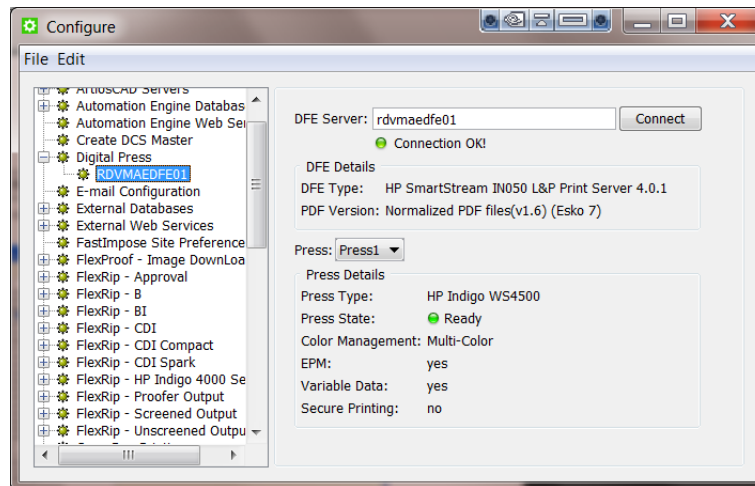 Configure
File Edit
ArtiosCAD Servers
Automation Engine Databas
Automation Engine Web Ser
Create DCS Master
Digital Press
RDVMAEDFE01
E-mail Configuration
External Databases
External Web Services
FastImpose Site Preference
FlexProof - Image DownLoa
FlexRip - Approval
FlexRip - B
FlexRip - BI
FlexRip - CDI
FlexRip - CDI Compact
FlexRip - CDI Spark
FlexRip - HP Indigo 4000 Se
FlexRip - Proofer Output
FlexRip - Screened Output
FlexRip - Unscreened Outpu
DFE Server: rdvmaedfe01 Connect
Connection OK!
DFE Details
DFE Type: HP SmartStream IN050 L&P Print Server 4.0.1
PDF Version: Normalized PDF files(v1.6) (Esko 7)
Press: Press1
Press Details
Press Type: HP Indigo WS4500
Press State: Ready
Color Management: Multi-Color
EPM: yes
Variable Data: yes
Secure Printing: no